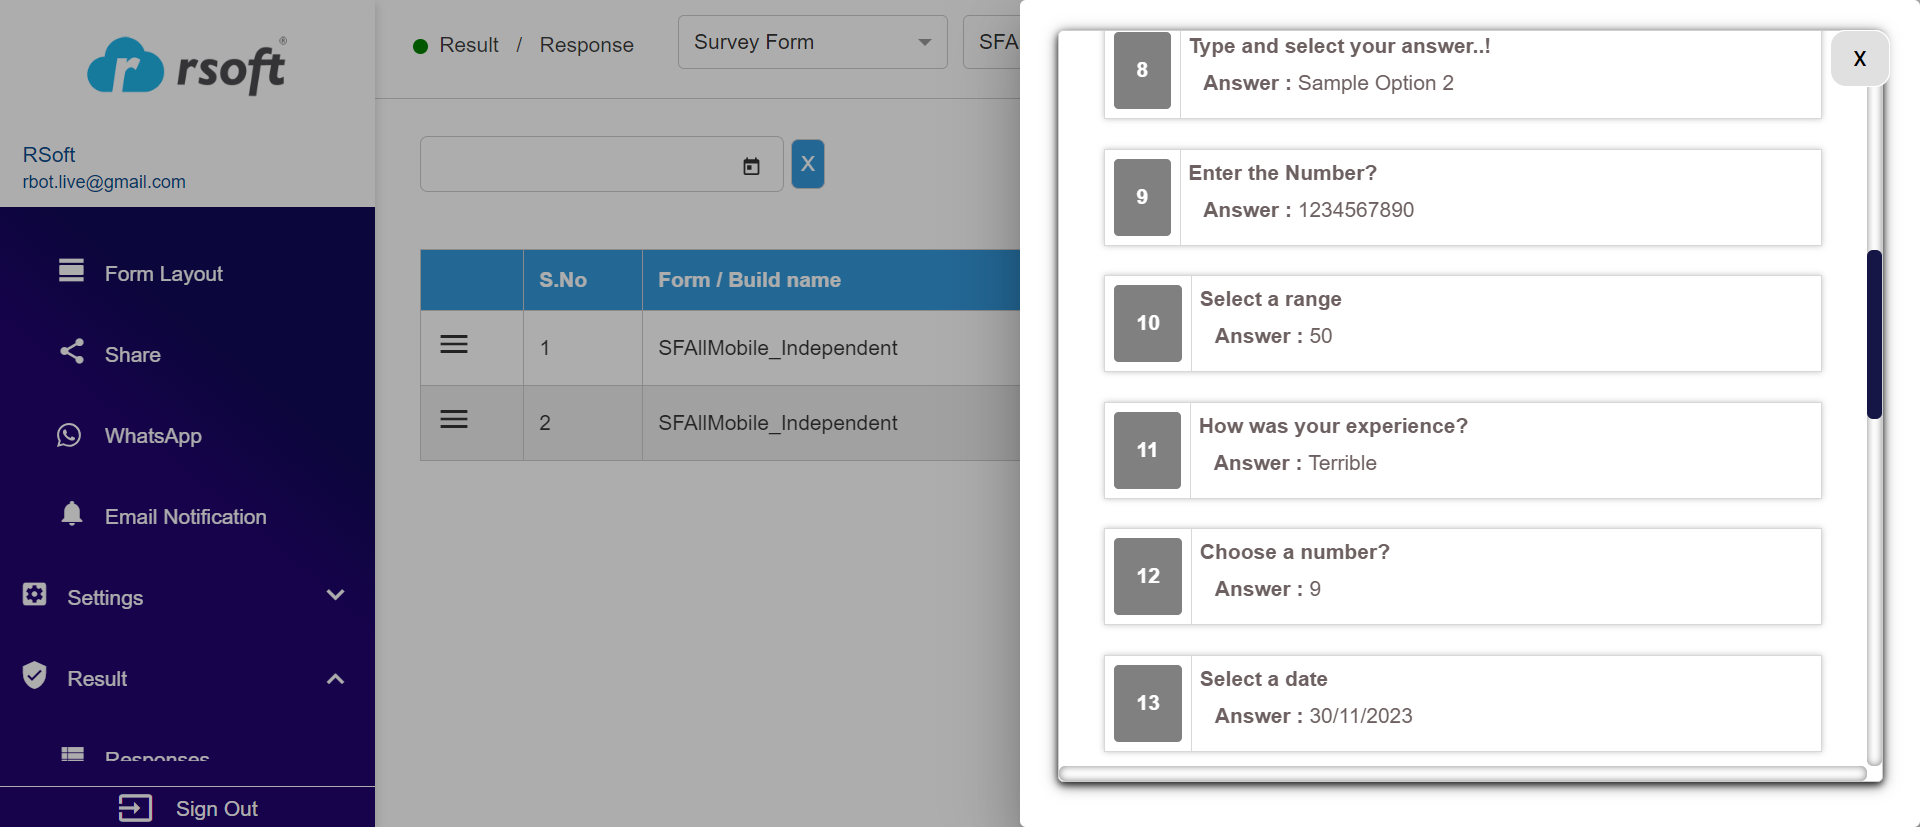 rsoft®
RSoft
rbot.live@gmail.com
Form Layout
Share
WhatsApp
Email Notification
Settings
Result
Responses
Sign Out
Result / Response
Survey Form
SFA
X
S.No Form / Build name
1 SFAllMobile_Independent
2 SFAllMobile_Independent
X
8 Type and select your answer..!
Answer : Sample Option 2
9 Enter the Number?
Answer : 1234567890
10 Select a range
Answer : 50
11 How was your experience?
Answer : Terrible
12 Choose a number?
Answer : 9
13 Select a date
Answer : 30/11/2023